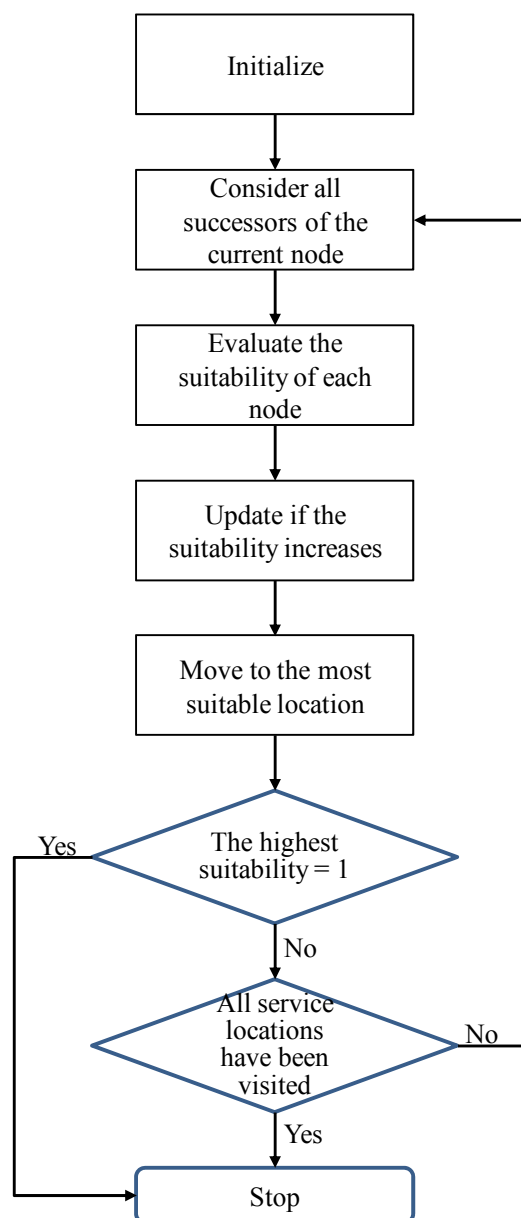 Initialize
Consider all
successors of the
current node
Evaluate the
suitability of each
node
Update if the
suitability increases
Move to the most
suitable location
Yes
The highest
suitability = 1
No
All service
locations
have been
visited
No
Yes
Stop